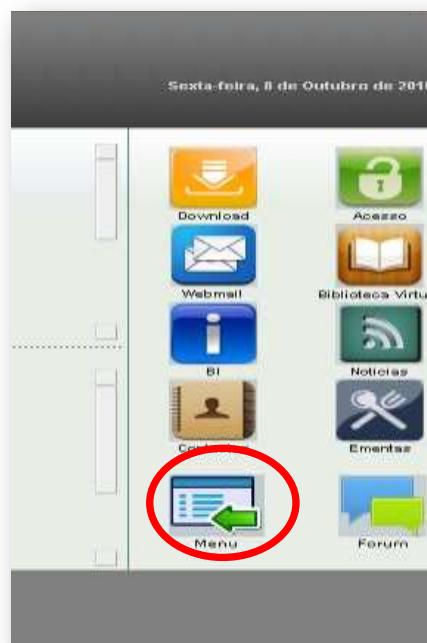 Sexta-feira, 8 de Outubro de 201
Download
Acesso
Webmail
Biblioteca Virtu
BI
Noticias
Ementas
Menu
Forum